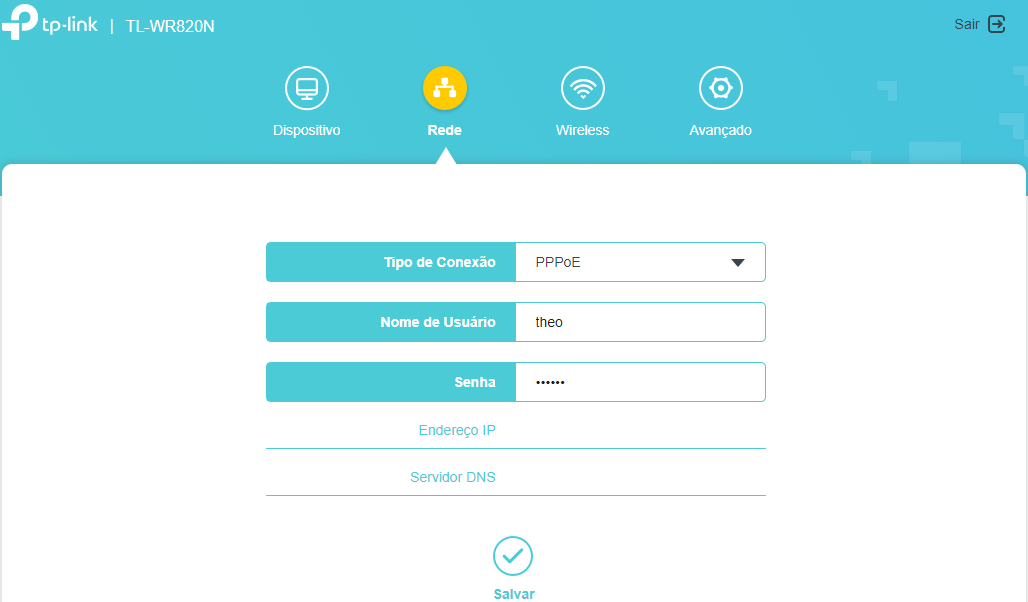 tp-link | TL-WR820N
Sair
Dispositivo
Rede
Wireless
Avançado
Tipo de Conexão PPPoE
Nome de Usuário theo
Senha ••••••
Endereço IP
Servidor DNS
Salvar